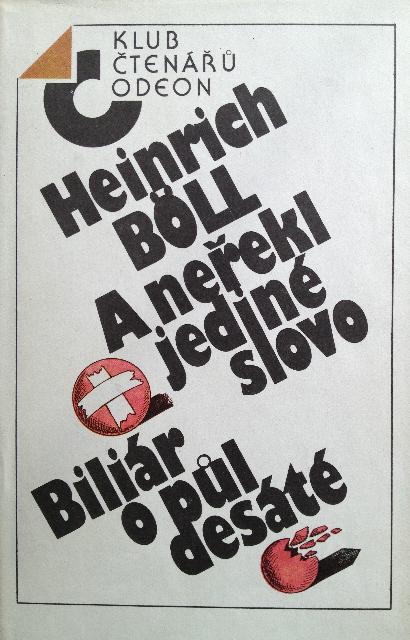 KLUB
ČTENÁŘŮ
ODEON
Heinrich
BÖLL
A neřekl
jediné
slovo
Biliár
o půl
desáté